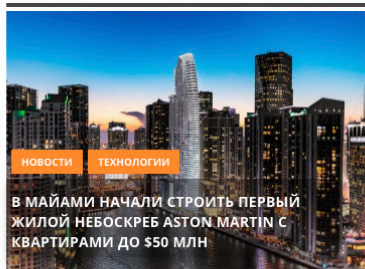 НОВОСТИ ТЕХНОЛОГИИ
В МАЙАМИ НАЧАЛИ СТРОИТЬ ПЕРВЫЙ
ЖИЛОЙ НЕБОСКРЕБ ASTON MARTIN С
КВАРТИРАМИ ДО $50 МЛН